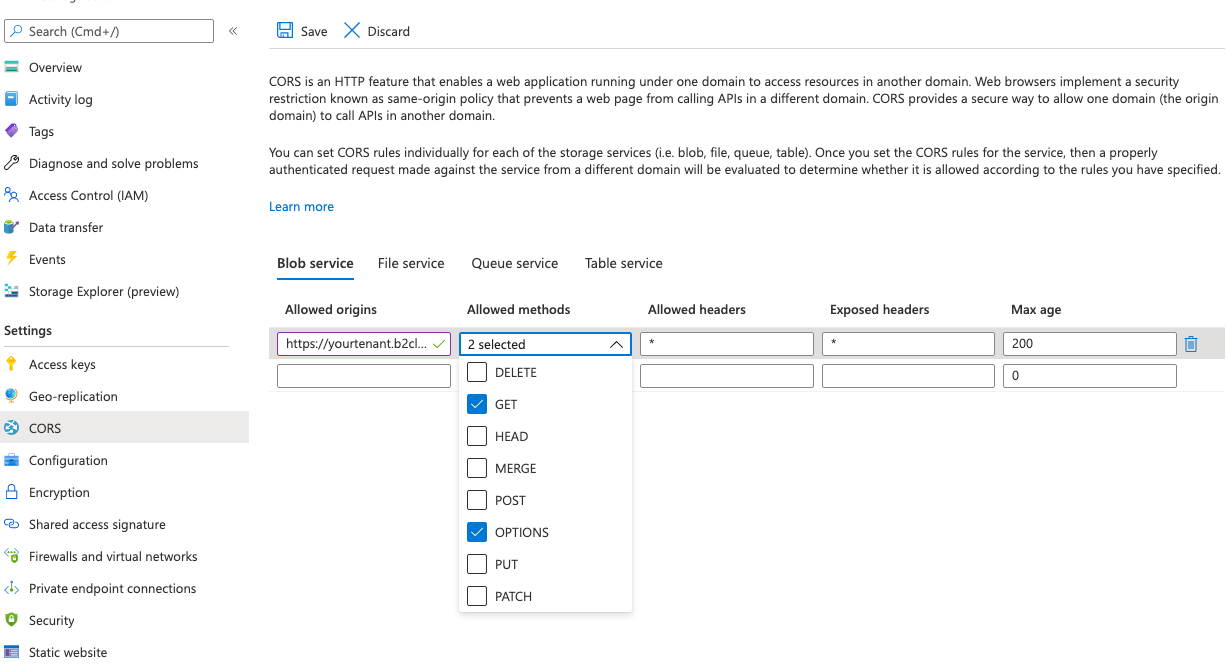 Search (Cmd+/)
«
Overview
Activity log
Tags
Diagnose and solve problems
Access Control (IAM)
Data transfer
Events
Storage Explorer (preview)
Settings
Access keys
Geo-replication
CORS
Configuration
Encryption
Shared access signature
Firewalls and virtual networks
Private endpoint connections
Security
Static website
Save Discard
CORS is an HTTP feature that enables a web application running under one domain to access resources in another domain. Web browsers implement a security
restriction known as same-origin policy that prevents a web page from calling APIs in a different domain. CORS provides a secure way to allow one domain (the origin
domain) to call APIs in another domain.
You can set CORS rules individually for each of the storage services (i.e. blob, file, queue, table). Once you set the CORS rules for the service, then a properly
authenticated request made against the service from a different domain will be evaluated to determine whether it is allowed according to the rules you have specified.
Learn more
Blob service File service Queue service Table service
Allowed origins Allowed methods Allowed headers Exposed headers Max age
https://yourtenant.b2cl... 2 selected * * 200
0
DELETE
GET
HEAD
MERGE
POST
OPTIONS
PUT
PATCH